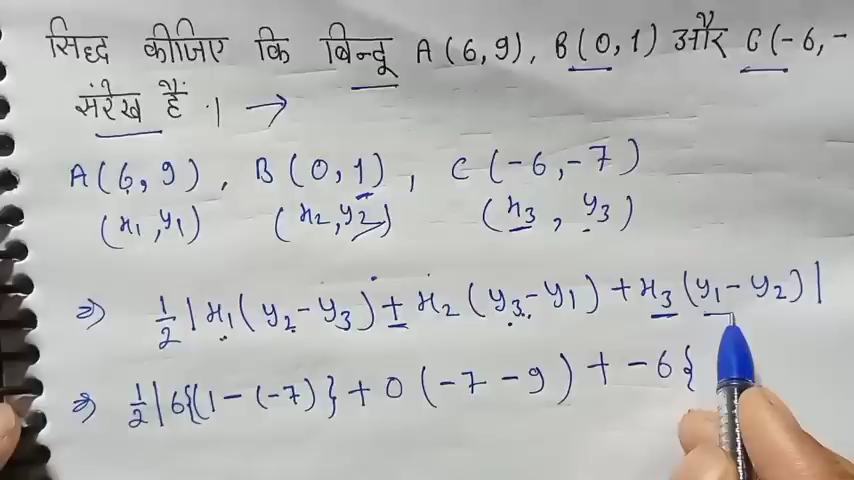 सिध्द कीजिए कि बिन्दू A(6,9), B(0,1) और C(-6,-
संरेख है । →
A(6,9), B(0,1), C(-6,-7)
(x₁,y₁) (x₂,y₂) (x₃,y₃)
⇒ 1/2 |x₁(y₂-y₃) + x₂(y₃-y₁) + x₃(y₁-y₂)|
⇒ 1/2 |6{(1-(-7)} + 0(-7-9) + -6{